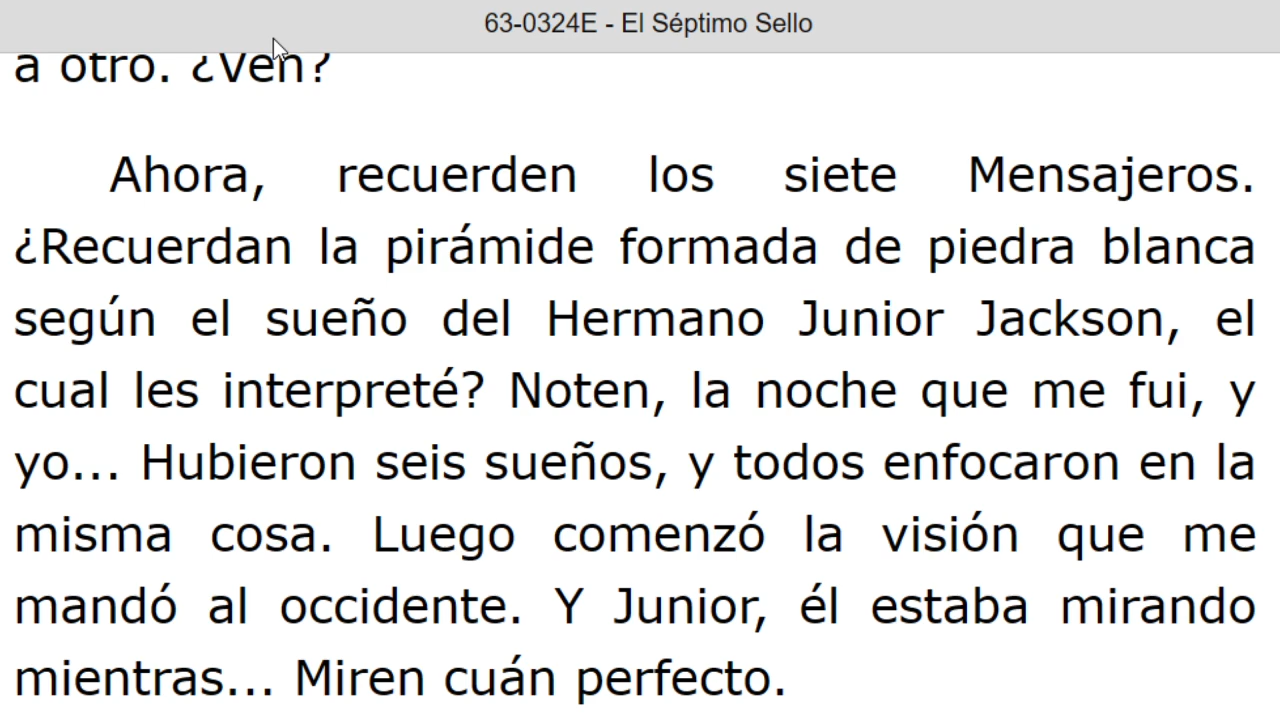 63-0324E - El Séptimo Sello
a otro. ¿Ven?
Ahora, recuerden los siete Mensajeros.
¿Recuerdan la pirámide formada de piedra blanca
según el sueño del Hermano Junior Jackson, el
cual les interpreté? Noten, la noche que me fui, y
yo... Hubieron seis sueños, y todos enfocaron en la
misma cosa. Luego comenzó la visión que me
mandó al occidente. Y Junior, él estaba mirando
mientras... Miren cuán perfecto.